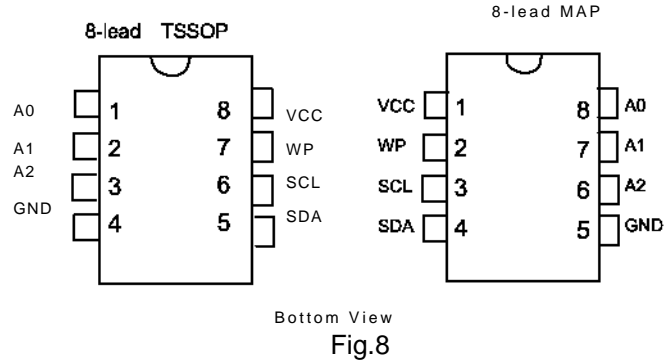 8-lead TSSOP
A0 1 8 VCC
A1 2 7 WP
A2 3 6 SCL
GND 4 5 SDA
8-lead MAP
VCC 1 8 A0
WP 2 7 A1
SCL 3 6 A2
SDA 4 5 GND
Bottom View
Fig.8